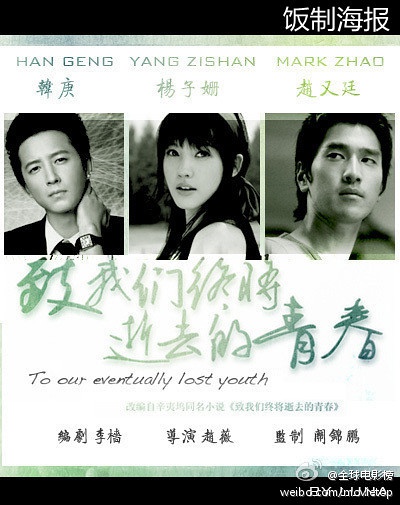 饭制海报
HAN GENG YANG ZISHAN MARK ZHAO
韓庚 楊子姍 趙又廷
致我们终將
逝去的青春
To our eventually lost youth
改编自辛夷坞同名小说《致我们终将逝去的青春》
編劇 李檣 導演 趙薇 監制 關錦鵬
@全球电影榜
BY LUNA